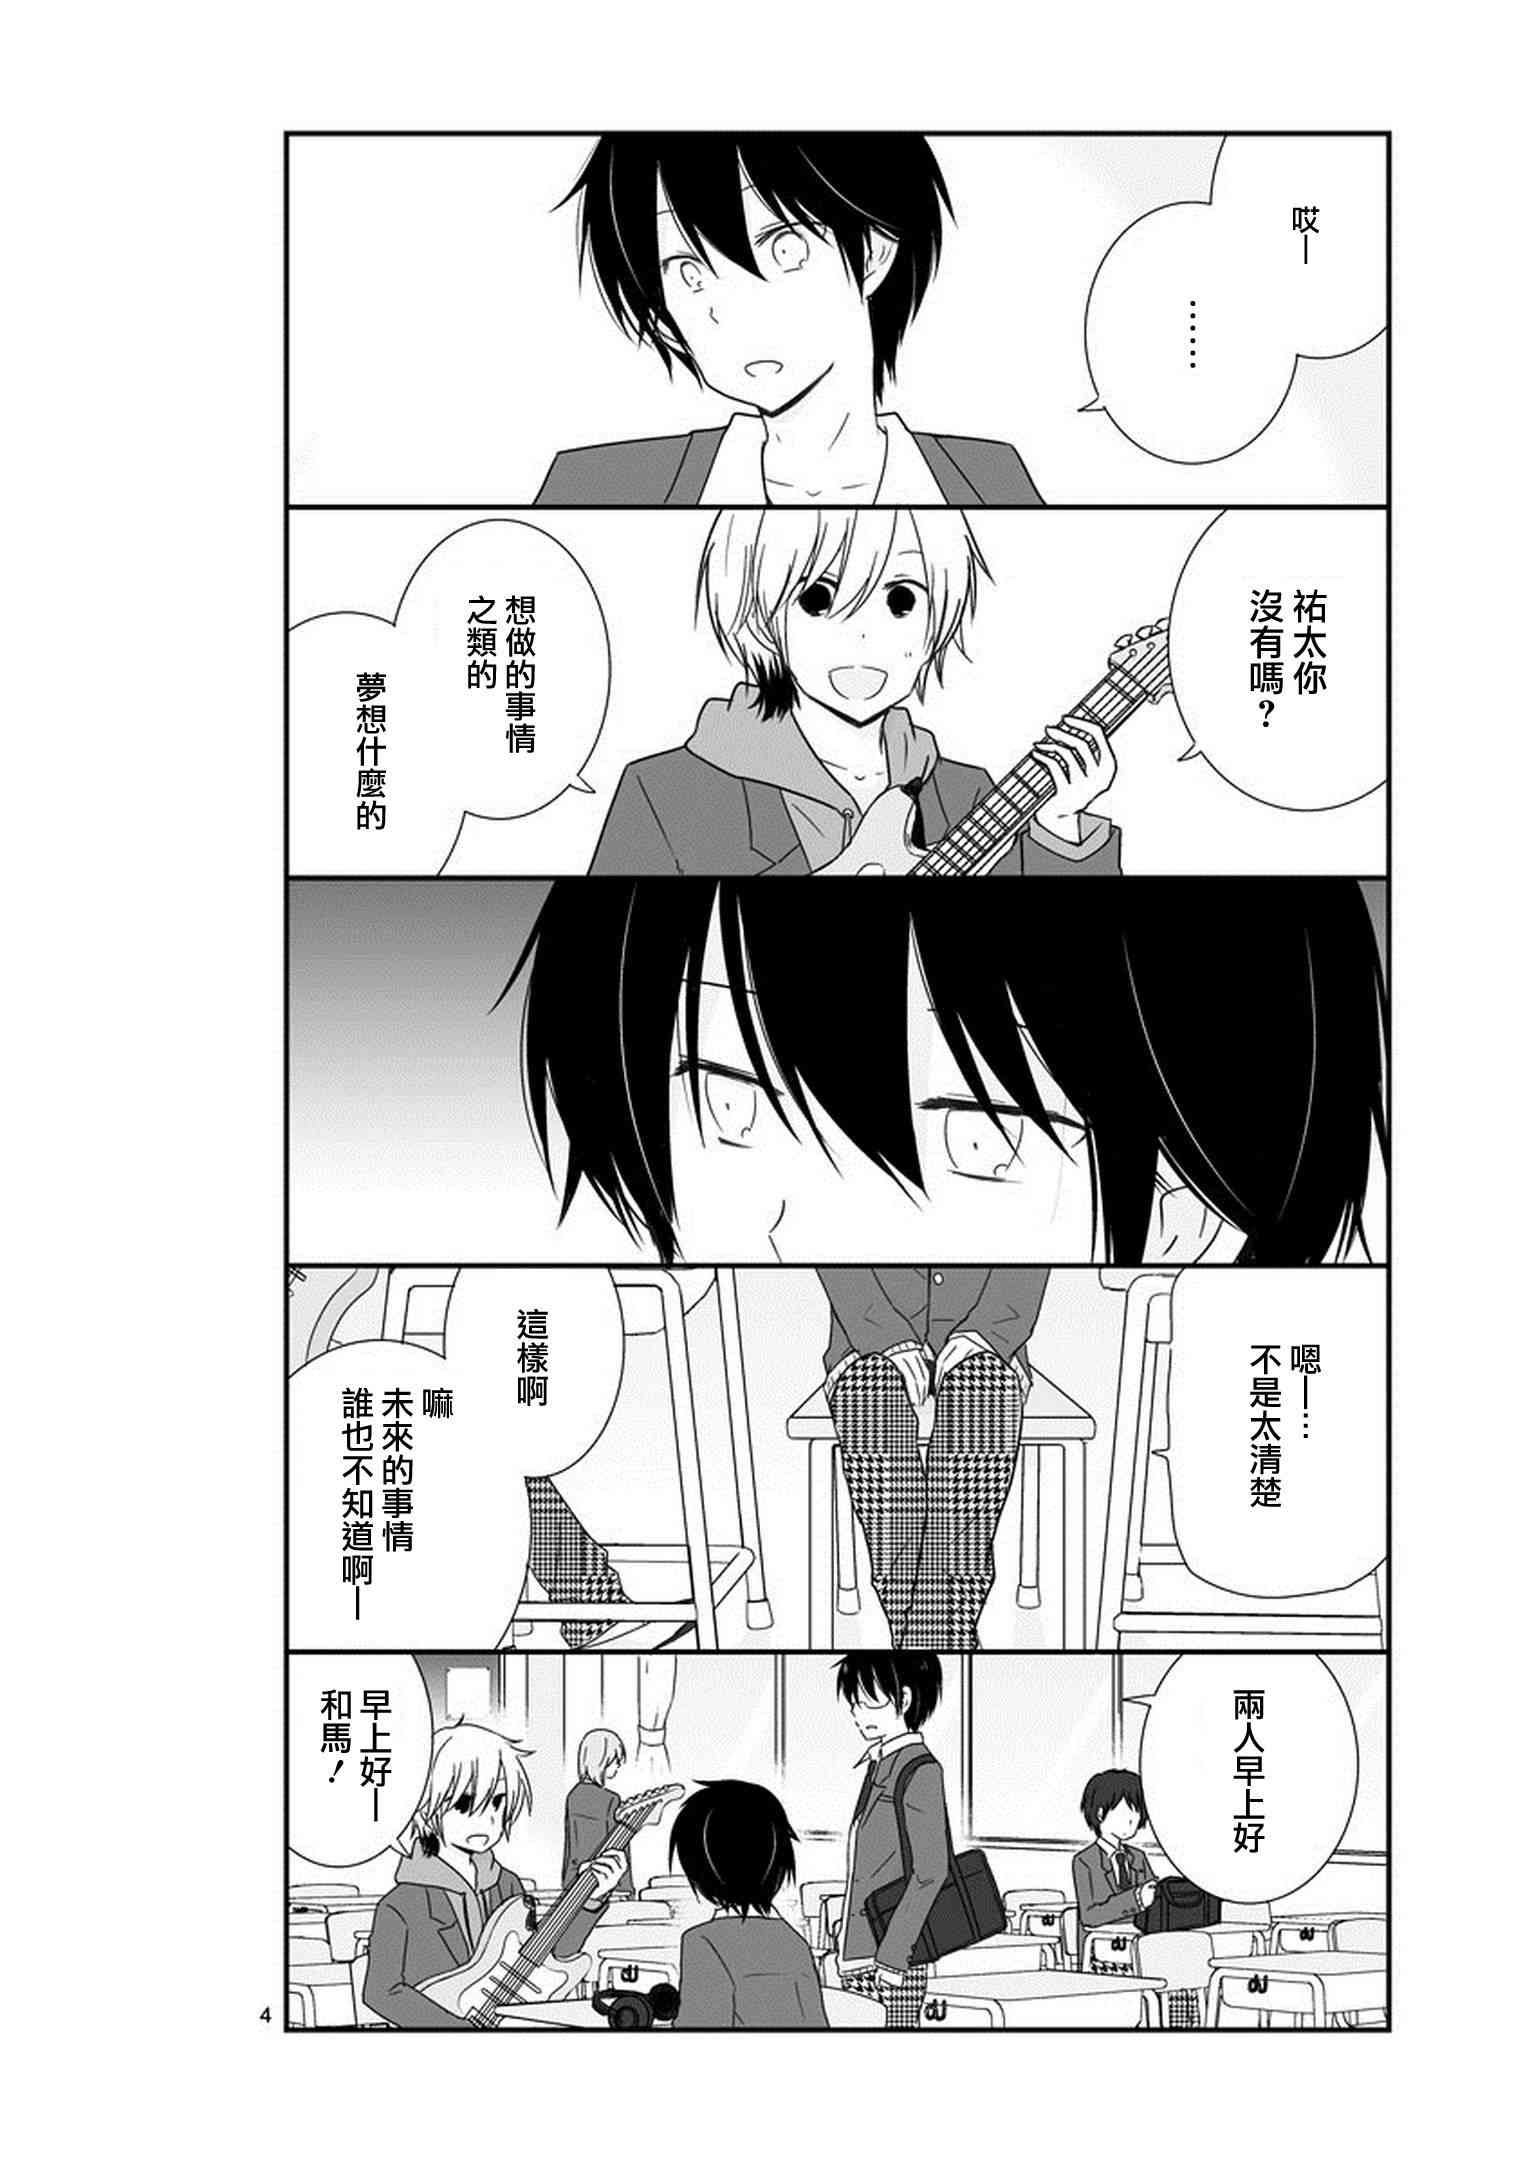 哎—
……
祐太你
沒有嗎?
想做的事情
之類的
夢想什麼的
嗯—…
不是太清楚
這樣啊
嘛
未來的事情
誰也不知道啊—
兩人早上好
早上好—
和馬!
4